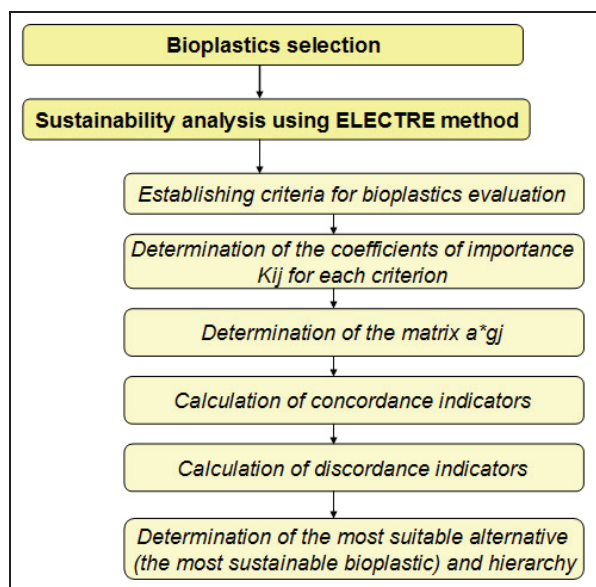 Bioplastics selection
Sustainability analysis using ELECTRE method
Establishing criteria for bioplastics evaluation
Determination of the coefficients of importance
Kij for each criterion
Determination of the matrix a*gj
Calculation of concordance indicators
Calculation of discordance indicators
Determination of the most suitable alternative
(the most sustainable bioplastic) and hierarchy